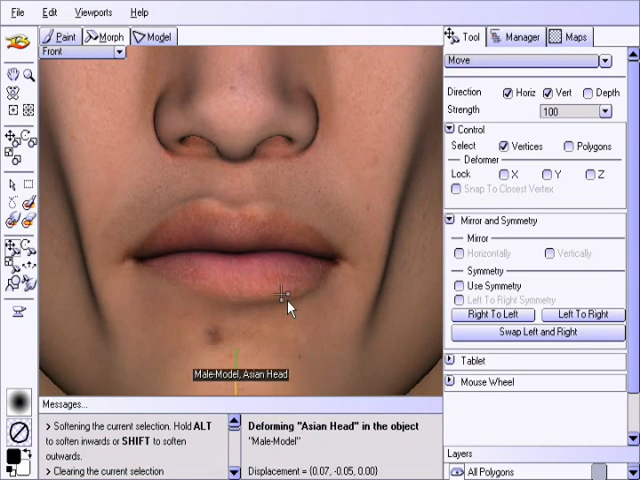 File Edit Viewports Help
Paint Morph Model
Front
Tool Manager Maps
Move
Direction Horiz Vert Depth
Strength 100
Control
Select Vertices Polygons
Deformer
Lock X Y Z
Snap To Closest Vertex
Mirror and Symmetry
Mirror
Horizontally Vertically
Symmetry
Use Symmetry
Left To Right Symmetry
Right To Left Left To Right
Swap Left and Right
Tablet
Mouse Wheel
Male-Model, Asian Head
Messages...
> Softening the current selection. Hold ALT
to soften inwards or SHIFT to soften
outwards.
> Clearing the current selection
Deforming "Asian Head" in the object
"Male-Model"
Displacement = {0.07, -0.05, 0.00}
Layers
All Polygons